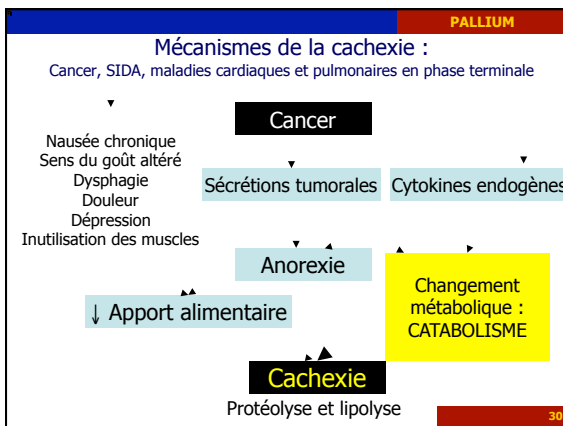 PALLIUM
Mécanismes de la cachexie :
Cancer, SIDA, maladies cardiaques et pulmonaires en phase terminale
Cancer
Nausée chronique
Sens du goût altéré
Dysphagie
Douleur
Dépression
Inutilisation des muscles
Sécrétions tumorales
Cytokines endogènes
Anorexie
↓ Apport alimentaire
Changement
métabolique :
CATABOLISME
Cachexie
Protéolyse et lipolyse
30